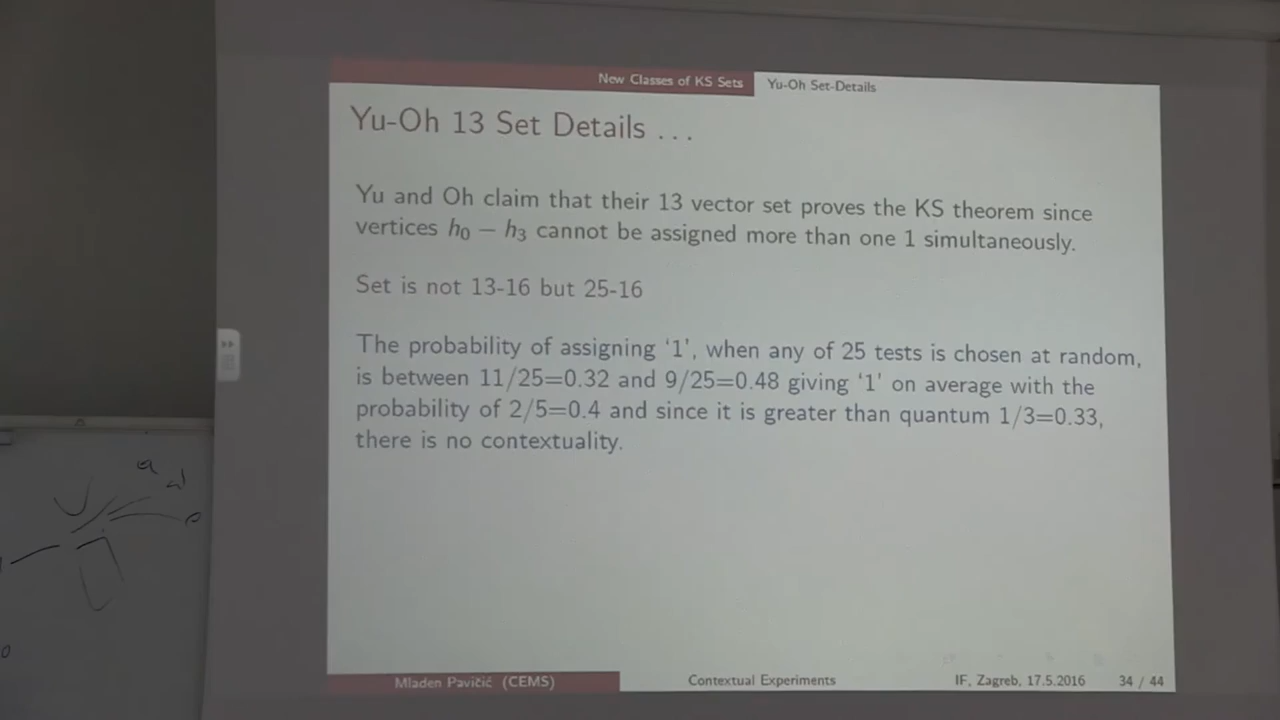 New Classes of KS Sets Yu-Oh Set-Details
Yu-Oh 13 Set Details ...
Yu and Oh claim that their 13 vector set proves the KS theorem since
vertices h₀ − h₃ cannot be assigned more than one 1 simultaneously.
Set is not 13-16 but 25-16
The probability of assigning ‘1’, when any of 25 tests is chosen at random,
is between 11/25=0.32 and 9/25=0.48 giving ‘1’ on average with the
probability of 2/5=0.4 and since it is greater than quantum 1/3=0.33,
there is no contextuality.
a
Mladen Pavičić (CEMS) Contextual Experiments IF, Zagreb, 17.5.2016 34 / 44